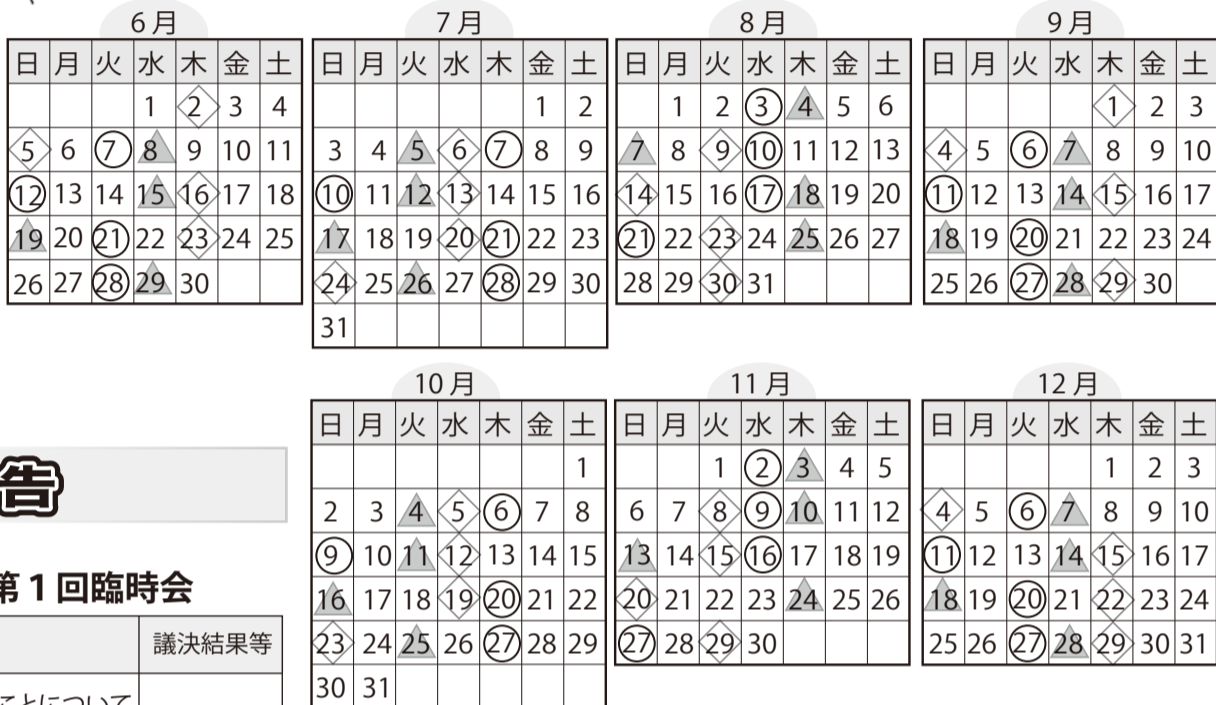 6月
日 月 火 水 木 金 土
1 2 3 4
5 6 7 8 9 10 11
12 13 14 15 16 17 18
19 20 21 22 23 24 25
26 27 28 29 30
7月
日 月 火 水 木 金 土
1 2
3 4 5 6 7 8 9
10 11 12 13 14 15 16
17 18 19 20 21 22 23
24 25 26 27 28 29 30
31
8月
日 月 火 水 木 金 土
1 2 3 4 5 6
7 8 9 10 11 12 13
14 15 16 17 18 19 20
21 22 23 24 25 26 27
28 29 30 31
9月
日 月 火 水 木 金 土
1 2 3
4 5 6 7 8 9 10
11 12 13 14 15 16 17
18 19 20 21 22 23 24
25 26 27 28 29 30
10月
日 月 火 水 木 金 土
1
2 3 4 5 6 7 8
9 10 11 12 13 14 15
16 17 18 19 20 21 22
23 24 25 26 27 28 29
30 31
11月
日 月 火 水 木 金 土
1 2 3 4 5
6 7 8 9 10 11 12
13 14 15 16 17 18 19
20 21 22 23 24 25 26
27 28 29 30
12月
日 月 火 水 木 金 土
1 2 3
4 5 6 7 8 9 10
11 12 13 14 15 16 17
18 19 20 21 22 23 24
25 26 27 28 29 30 31
告
第1回臨時会
議決結果等
ことについて